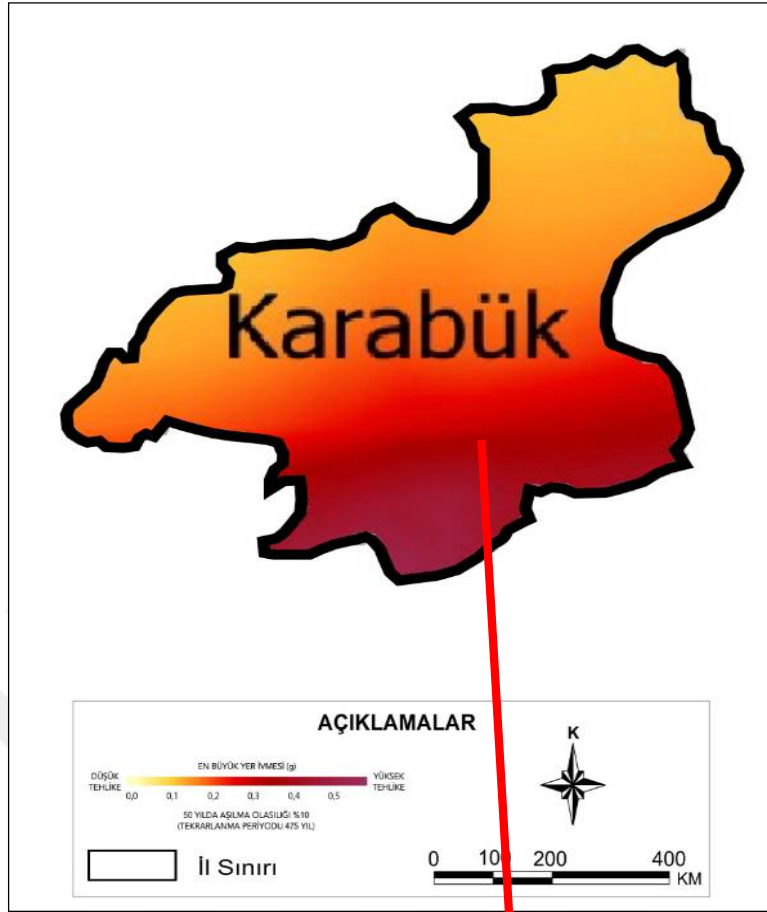 Karabük
AÇIKLAMALAR
K
EN BÜYÜK YER İVMESİ (g)
DÜŞÜK TEHLİKE
YÜKSEK TEHLİKE
0,0 0,1 0,2 0,3 0,4 0,5
50 YILDA AŞILMA OLASILIĞI %10
(TEKRARLANMA PERİYODU 475 YIL)
İl Sınırı
0 100 200 400
KM